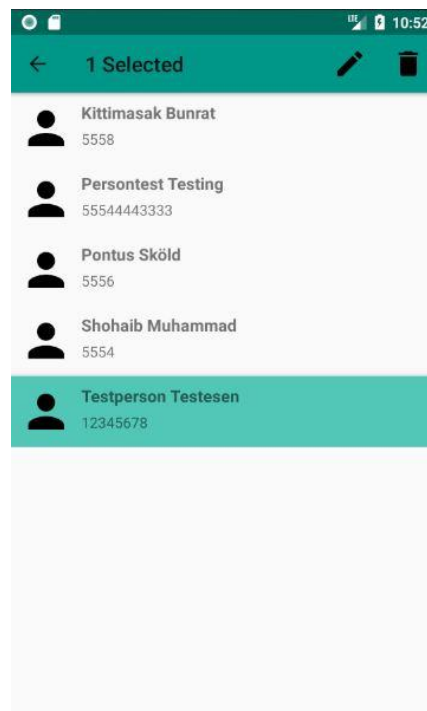 LTE 10:52
1 Selected
Kittimasak Bunrat
5558
Persontest Testing
55544443333
Pontus Sköld
5556
Shohaib Muhammad
5554
Testperson Testesen
12345678